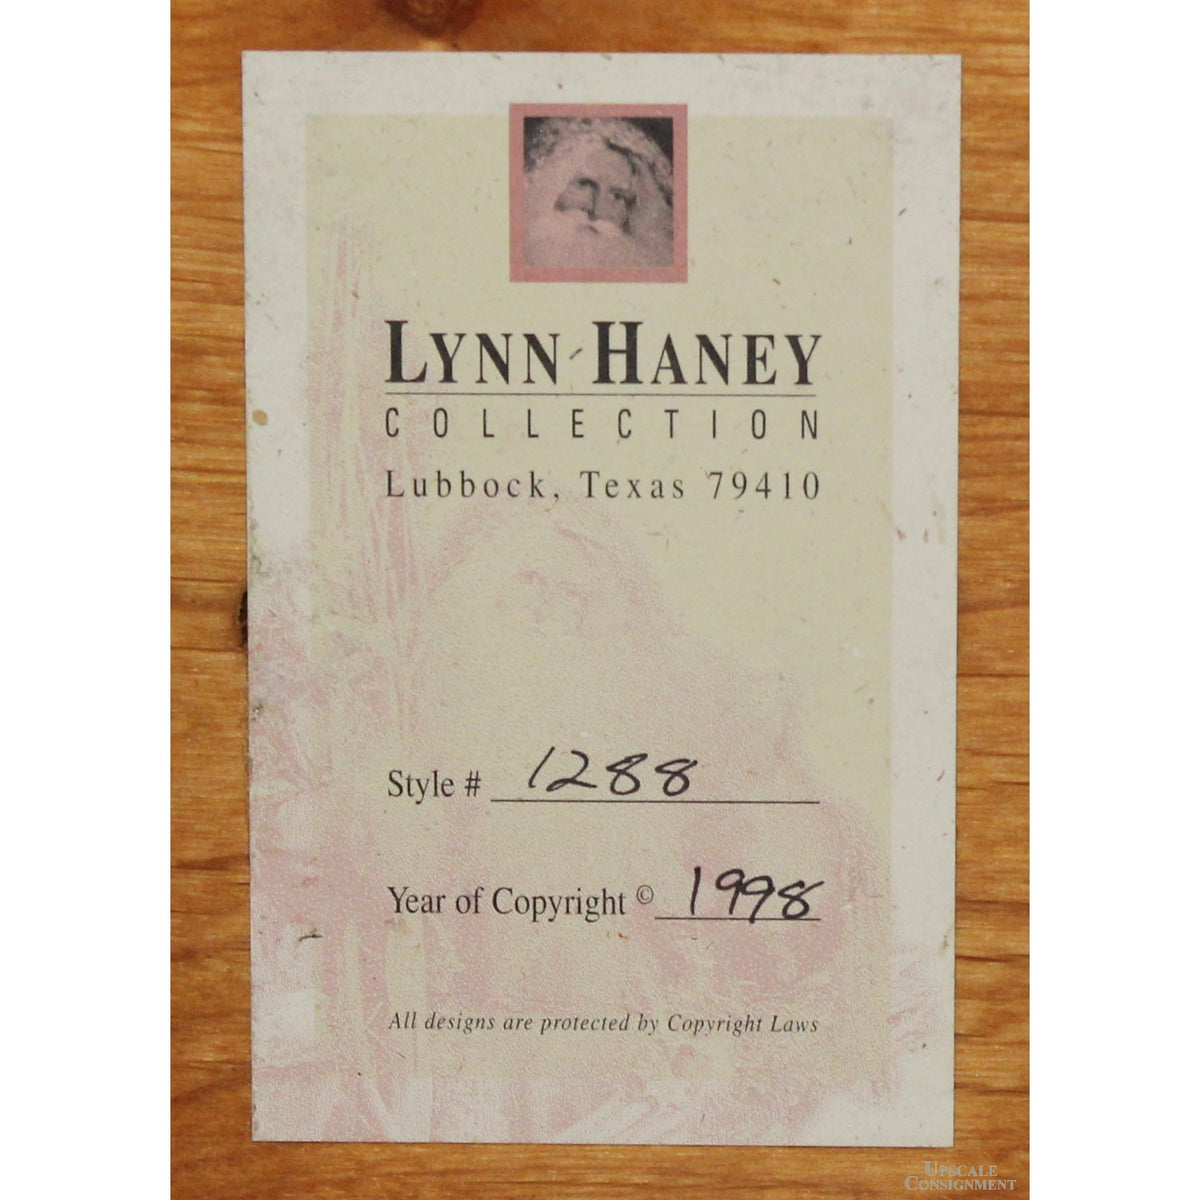 LYNN HANEY
COLLECTION
Lubbock, Texas 79410
Style # 1288
Year of Copyright © 1998
All designs are protected by Copyright Laws
UPSCALE
CONSIGNMENT